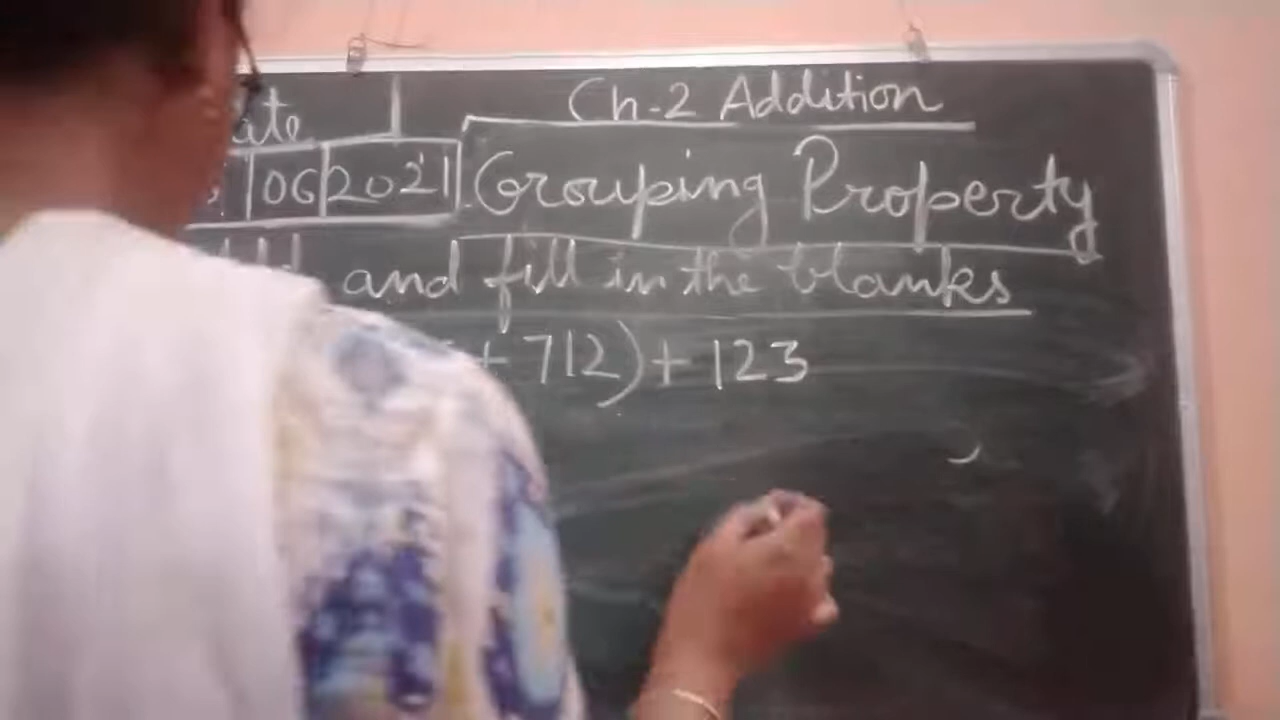 Ch-2 Addition
ate
06 2021 Grouping Property
and fill in the blanks
+ 712) + 123